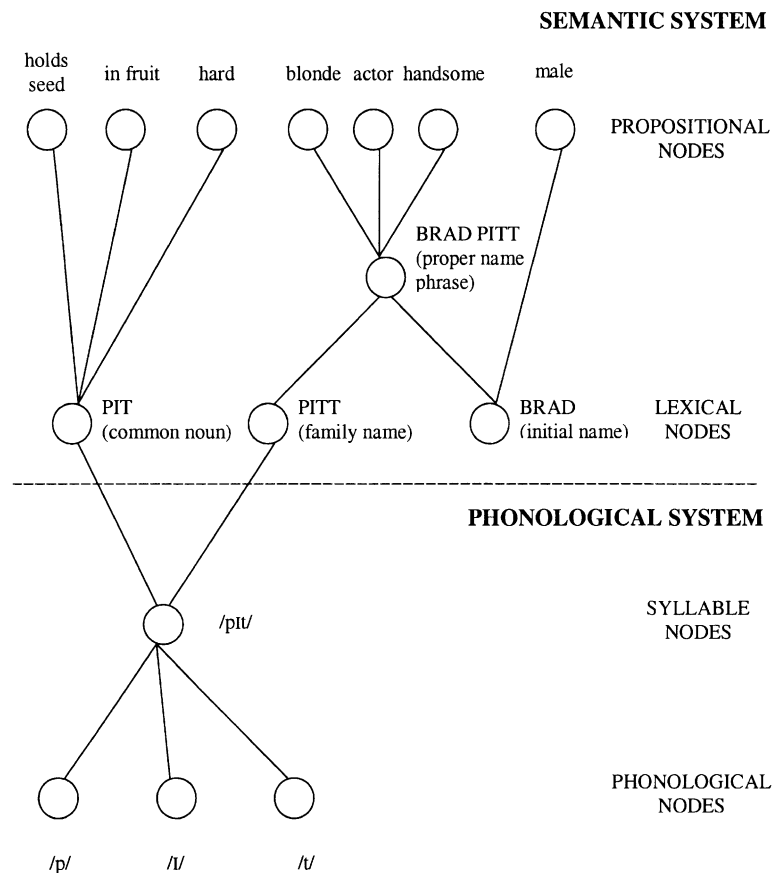 SEMANTIC SYSTEM
holds
seed
in fruit
hard
blonde
actor
handsome
male
PROPOSITIONAL
NODES
BRAD PITT
(proper name
phrase)
PIT
(common noun)
PITT
(family name)
BRAD
(initial name)
LEXICAL
NODES
PHONOLOGICAL SYSTEM
/pIt/
SYLLABLE
NODES
PHONOLOGICAL
NODES
/p/
/I/
/t/